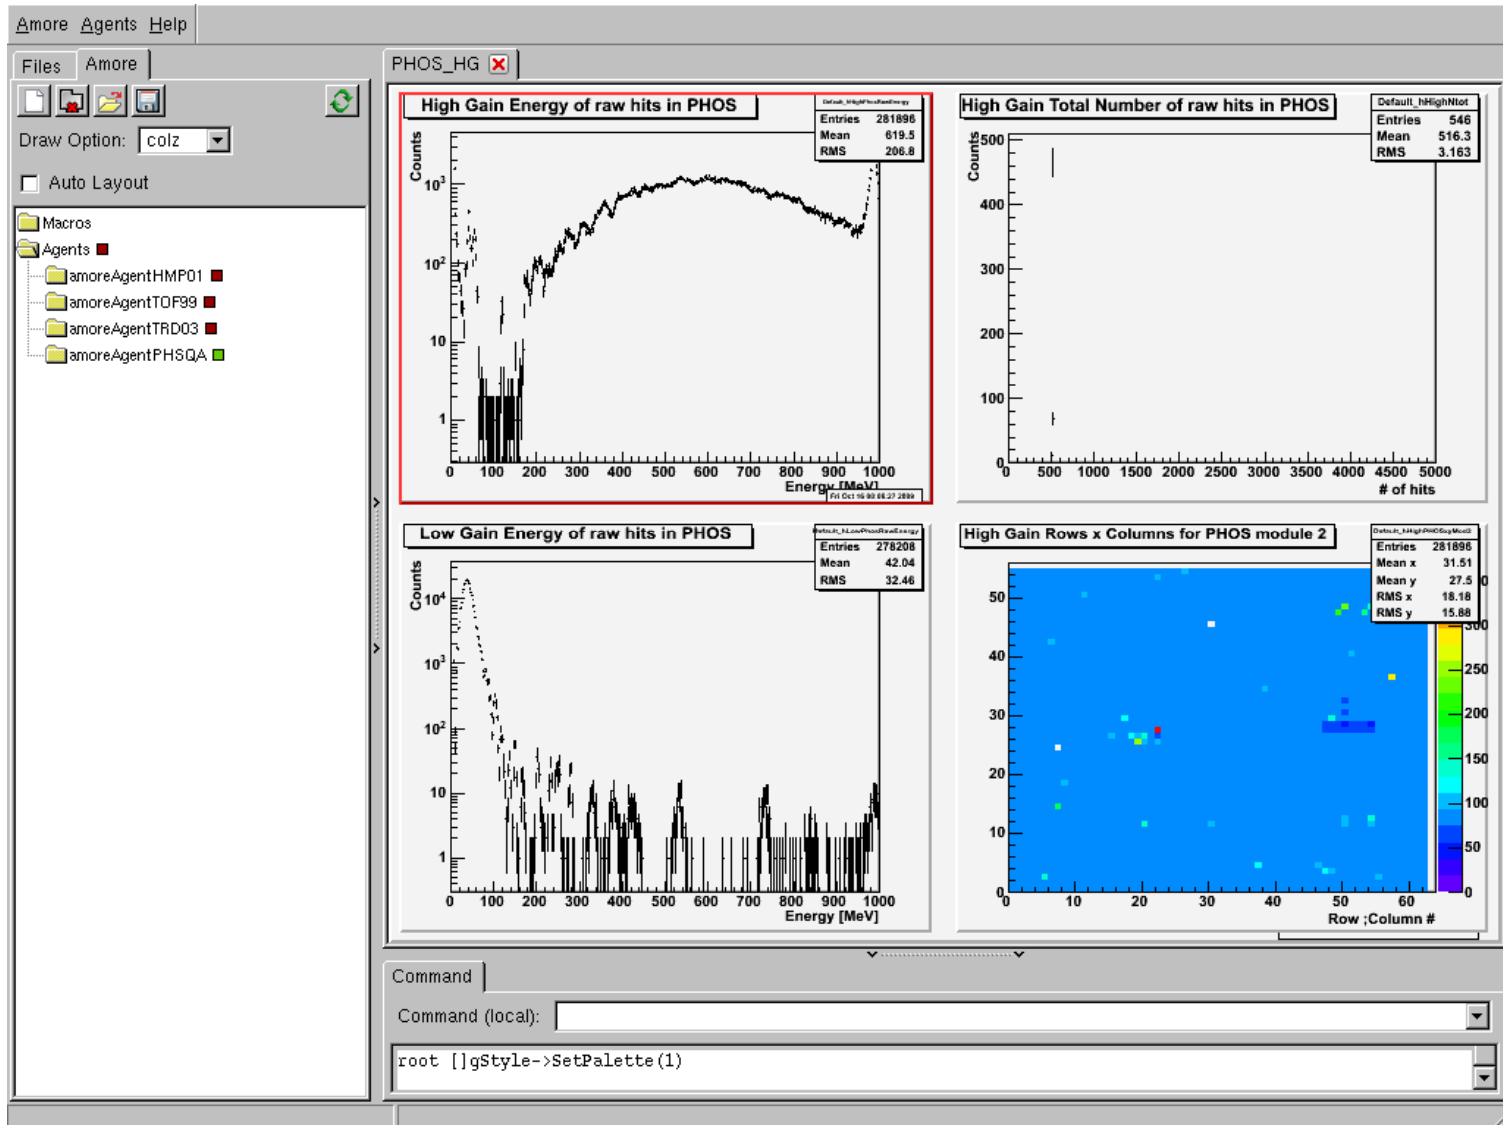 Amore Agents Help
Files Amore
Draw Option: colz
Auto Layout
Macros
Agents
amoreAgentHMP01
amoreAgentTOF99
amoreAgentTRD03
amoreAgentPHSQA
PHOS_HG
High Gain Energy of raw hits in PHOS
Default_hHighPhosRawEnergy
Entries 281896
Mean 619.5
RMS 206.8
Counts
10³
10²
10
1
0 100 200 300 400 500 600 700 800 900 1000
Energy [MeV]
High Gain Total Number of raw hits in PHOS
Default_hHighNtot
Entries 546
Mean 516.3
RMS 3.163
Counts
500
400
300
200
100
0
0 500 1000 1500 2000 2500 3000 3500 4000 4500 5000
# of hits
Low Gain Energy of raw hits in PHOS
Default_hLowPhosRawEnergy
Entries 278208
Mean 42.04
RMS 32.46
Counts
10⁴
10³
10²
10
1
0 100 200 300 400 500 600 700 800 900 1000
Energy [MeV]
High Gain Rows x Columns for PHOS module 2
Default_hHighPHOSxyMod2
Entries 281896
Mean x 31.51
Mean y 27.5
RMS x 18.18
RMS y 15.88
50
40
30
20
10
0
0 10 20 30 40 50 60
Row ;Column #
300
250
200
150
100
50
0
Command
Command (local):
root []gStyle->SetPalette(1)